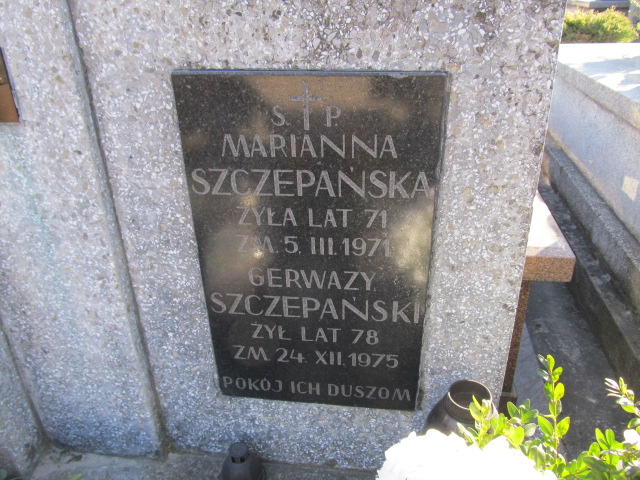 Ś. P
MARIANNA
SZCZEPAŃSKA
ŻYŁA LAT 71
ZM. 5. III. 1971
GERWAZY
SZCZEPAŃSKI
ŻYŁ LAT 78
ZM. 24. XII. 1975
POKÓJ ICH DUSZOM